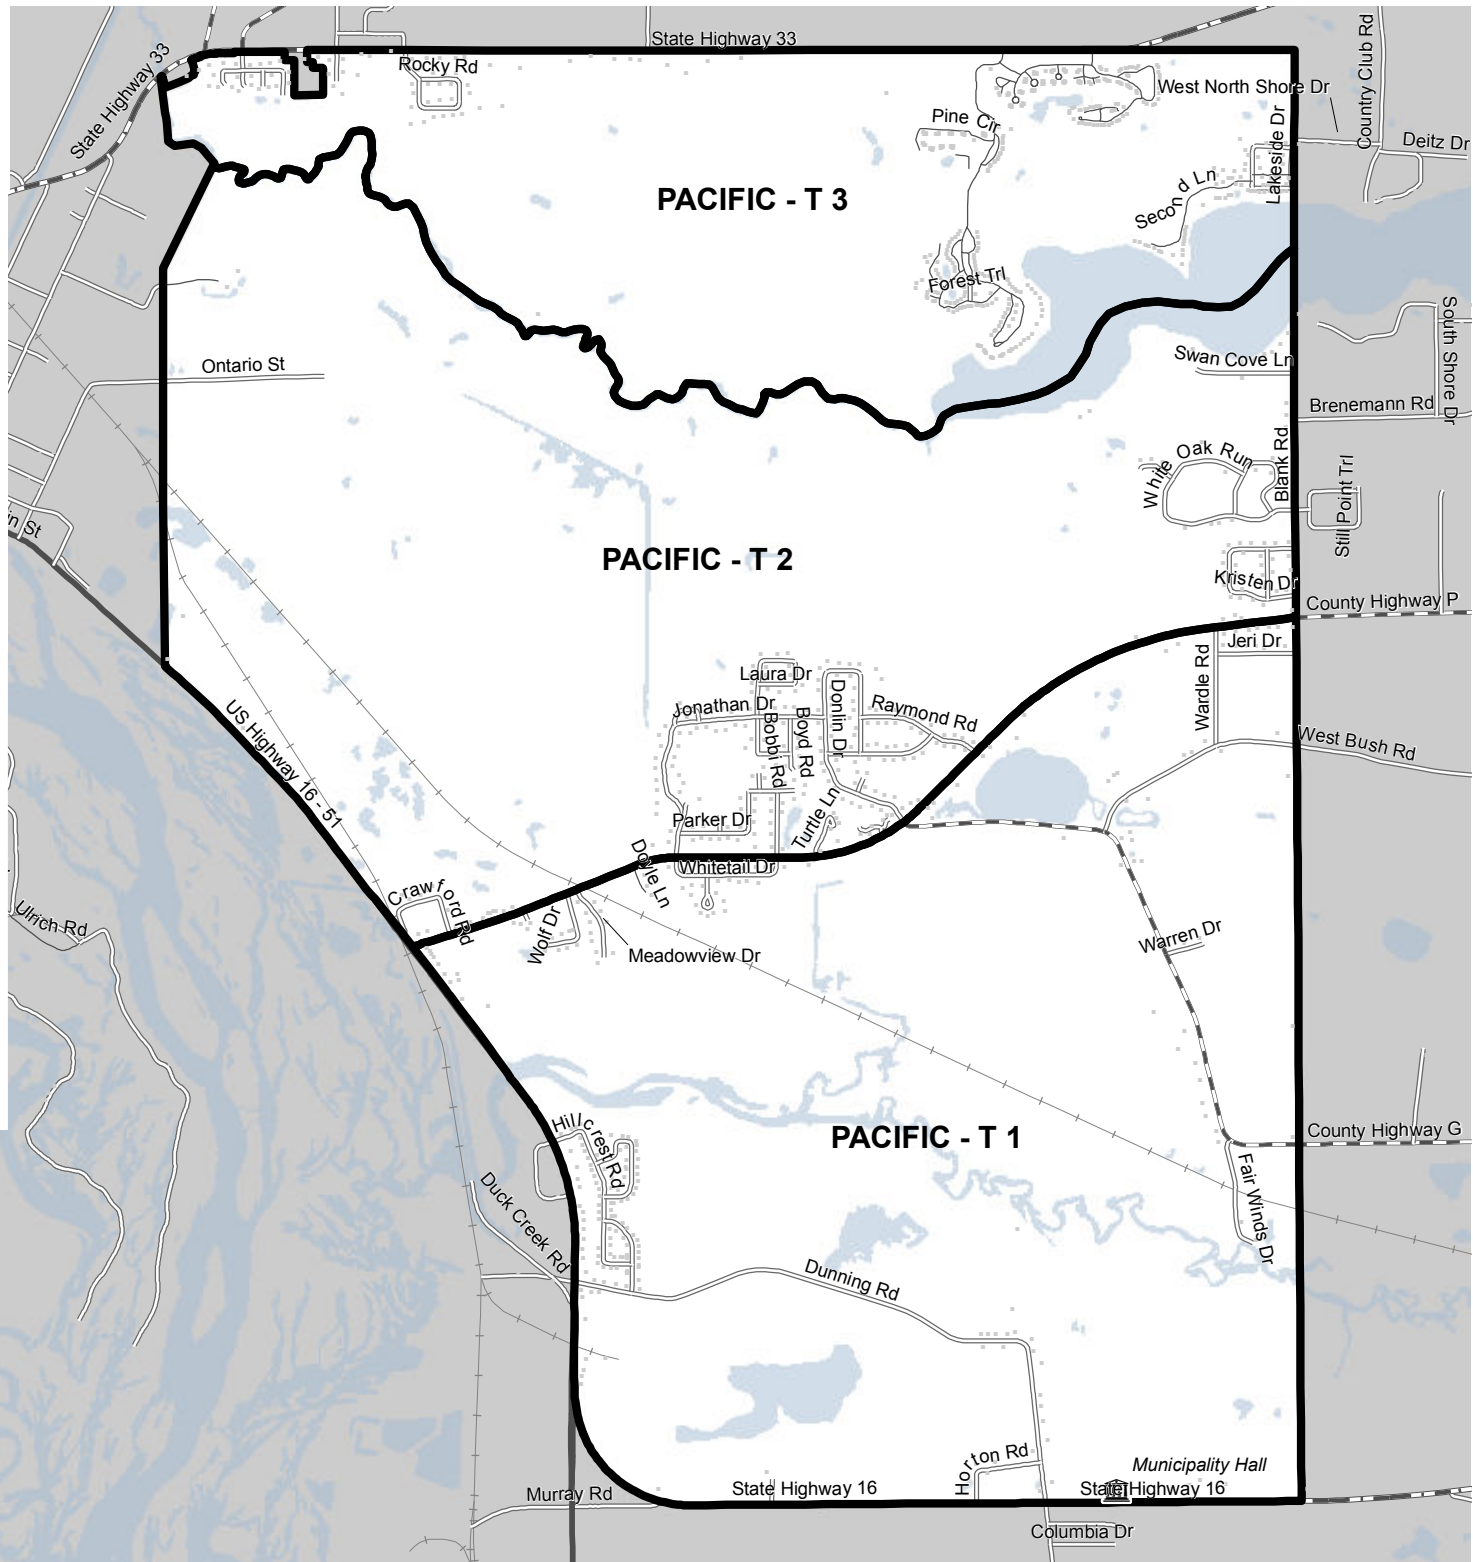 State Highway 33
State Highway 33
Rocky Rd
West North Shore Dr
Country Club Rd
Deitz Dr
Pine Cir
Lakeside Dr
Second Ln
PACIFIC - T 3
Forest Trl
South Shore Dr
Swan Cove Ln
Ontario St
Brenemann Rd
White Oak Run
Blank Rd
Still Point Trl
in St
PACIFIC - T 2
Kristen Dr
County Highway P
Jeri Dr
Wardle Rd
Laura Dr
Jonathan Dr
Bobbi Rd
Boyd Rd
Donlin Dr
Raymond Rd
US Highway 16 - 51
West Bush Rd
Parker Dr
Turtle Ln
Doyle Ln
Whitetail Dr
Crawford Rd
Wolf Dr
Meadowview Dr
Ulrich Rd
Warren Dr
Hillcrest Rd
PACIFIC - T 1
County Highway G
Fair Winds Dr
Duck Creek Rd
Dunning Rd
Horton Rd
Municipality Hall
State Highway 16
State Highway 16
Murray Rd
Columbia Dr